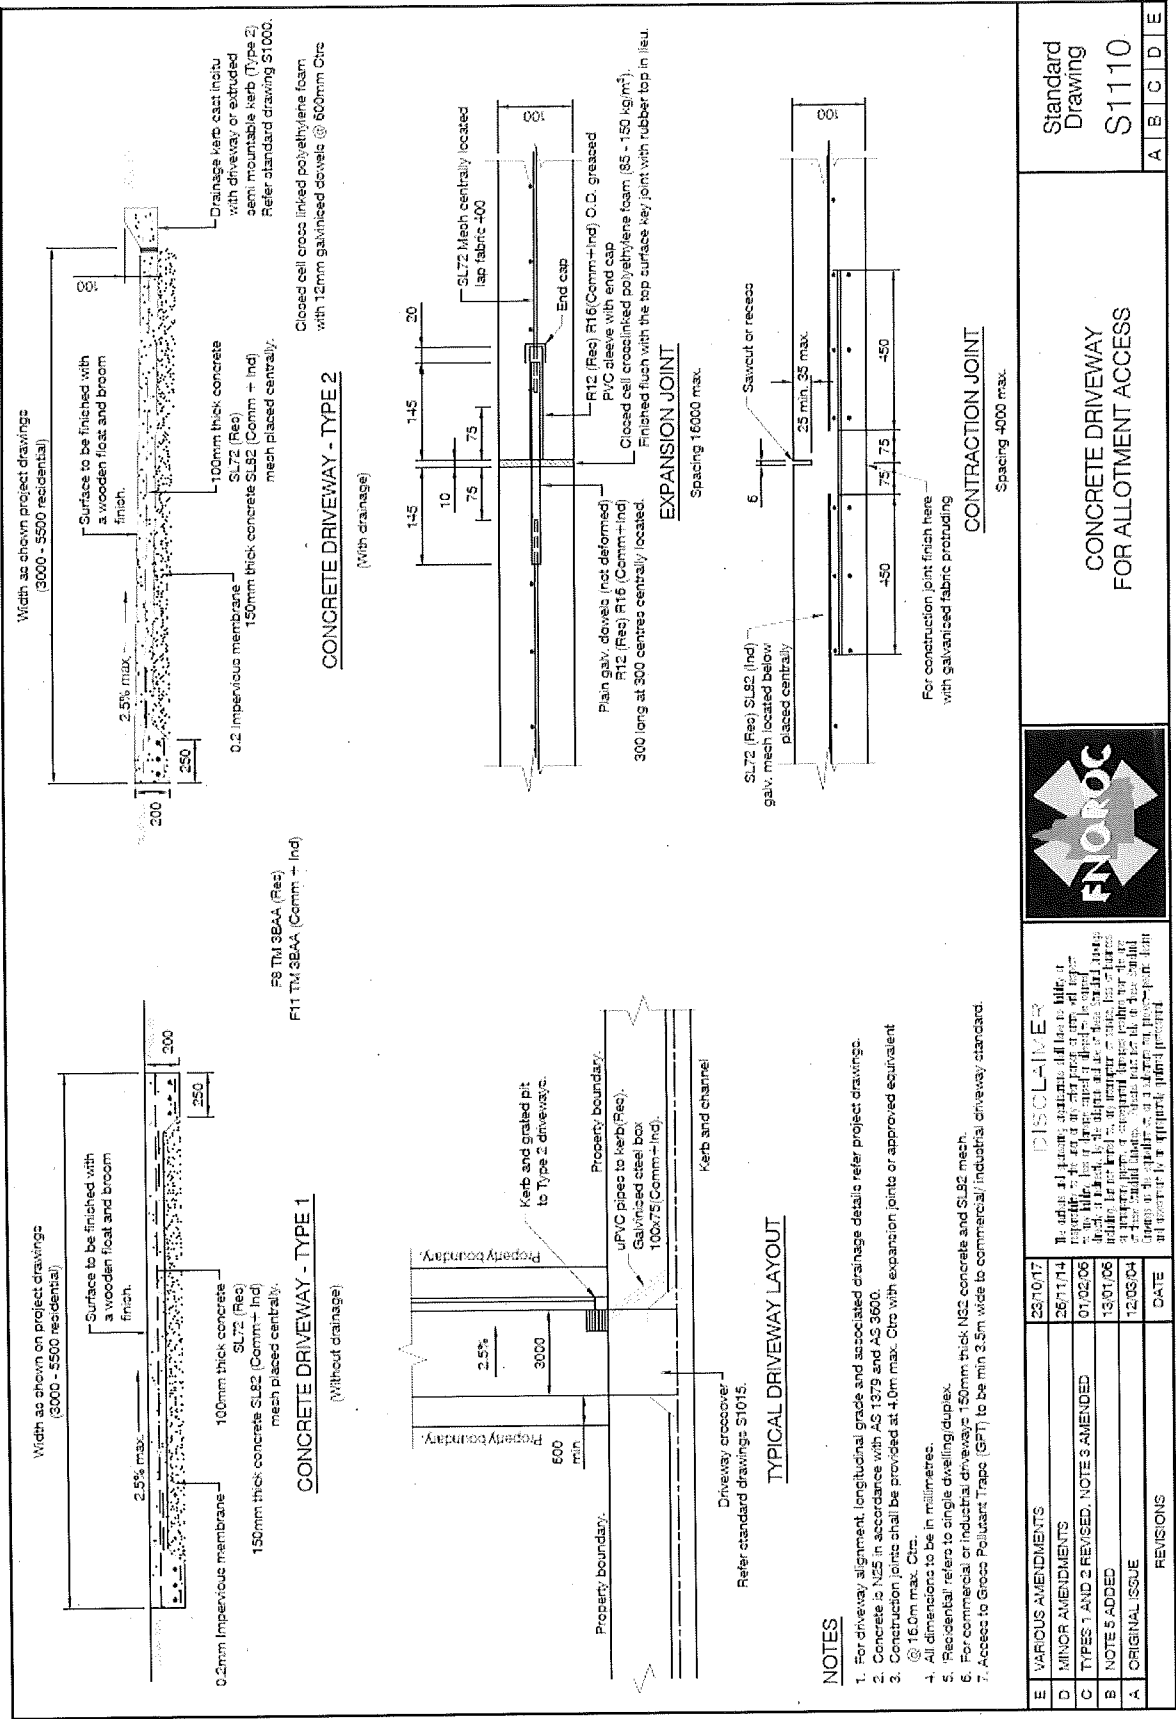 Width as shown on project drawings
(3000 - 5500 residential)
Surface to be finished with
a wooden float and broom
finish.
2.5% max.
200
250
0.2mm Impervious membrane
100mm thick concrete
SL72 (Res)
150mm thick concrete SL82 (Comm + Ind)
mesh placed centrally.
F8 TM 3BAA (Res)
F11 TM 3BAA (Comm + Ind)
CONCRETE DRIVEWAY - TYPE 1
(Without drainage)
Width as shown project drawings
(3000 - 5500 residential)
Surface to be finished with
a wooden float and broom
finish.
2.5% max.
100
200
250
0.2 Impervious membrane
100mm thick concrete
SL72 (Res)
150mm thick concrete SL82 (Comm + Ind)
mesh placed centrally.
Drainage kerb cast insitu
with driveway or extruded
semi mountable kerb (Type 2)
Refer standard drawing S1000.
Closed cell cross linked polyethylene foam
with 12mm galvinised dowels @ 600mm Ctrs
CONCRETE DRIVEWAY - TYPE 2
(With drainage)
Property boundary.
Property boundary.
Property boundary.
Property boundary.
2.5%
3000
600
min
Kerb and grated pit
to Type 2 driveways.
uPVC pipes to kerb(Res).
Galvinised steel box
100x75(Comm+Ind).
Kerb and channel
Driveway crossover
Refer standard drawings S1015.
TYPICAL DRIVEWAY LAYOUT
145
145
20
10
75
75
100
SL72 Mesh centrally located
lap fabric 400
End cap
R12 (Res) R16(Comm+Ind) O.D. greased
PVC sleeve with end cap
Closed cell crosslinked polyethylene foam (85 - 150 kg/m³).
Finished flush with the top surface key joint with rubber top in lieu.
Plain galv. dowels (not deformed)
R12 (Res) R16 (Comm+Ind)
300 long at 300 centres centrally located.
EXPANSION JOINT
Spacing 16000 max.
6
Sawcut or recess
25 min. 35 max.
100
SL72 (Res) SL82 (Ind)
galv. mesh located below
placed centrally
450
75
75
450
For construction joint finish here
with galvanised fabric protruding
CONTRACTION JOINT
Spacing 4000 max.
NOTES
1. For driveway alignment, longitudinal grade and associated drainage details refer project drawings.
2. Concrete is N25 in accordance with AS 1379 and AS 3600.
3. Construction joints shall be provided at 4.0m max. Ctrs with expansion joints or approved equivalent
@ 16.0m max. Ctrs.
4. All dimensions to be in millimetres.
5. 'Residential' refers to single dwelling/duplex.
6. For commercial or industrial driveways 150mm thick N32 concrete and SL92 mesh.
7. Access to Gross Pollutant Traps (GPT) to be min 3.5m wide to commercial/ industrial driveway standard.
E VARIOUS AMENDMENTS 23/10/17
D MINOR AMENDMENTS 26/11/14
C TYPES 1 AND 2 REVISED, NOTE 3 AMENDED 01/02/06
B NOTE 5 ADDED 13/01/06
A ORIGINAL ISSUE 12/03/04
REVISIONS DATE
DISCLAIMER
FNQROC
CONCRETE DRIVEWAY
FOR ALLOTMENT ACCESS
Standard
Drawing
S1110
A B C D E